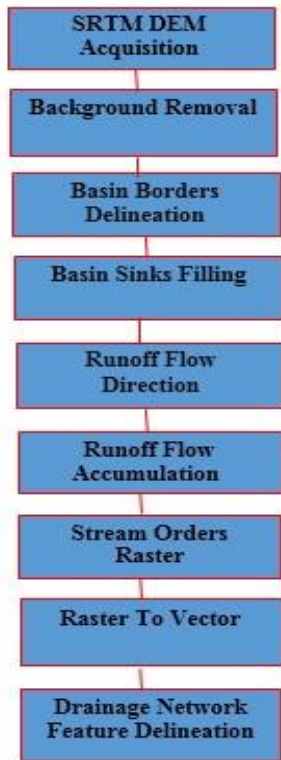 SRTM DEM
Acquisition
Background Removal
Basin Borders
Delineation
Basin Sinks Filling
Runoff Flow
Direction
Runoff Flow
Accumulation
Stream Orders
Raster
Raster To Vector
Drainage Network
Feature Delineation